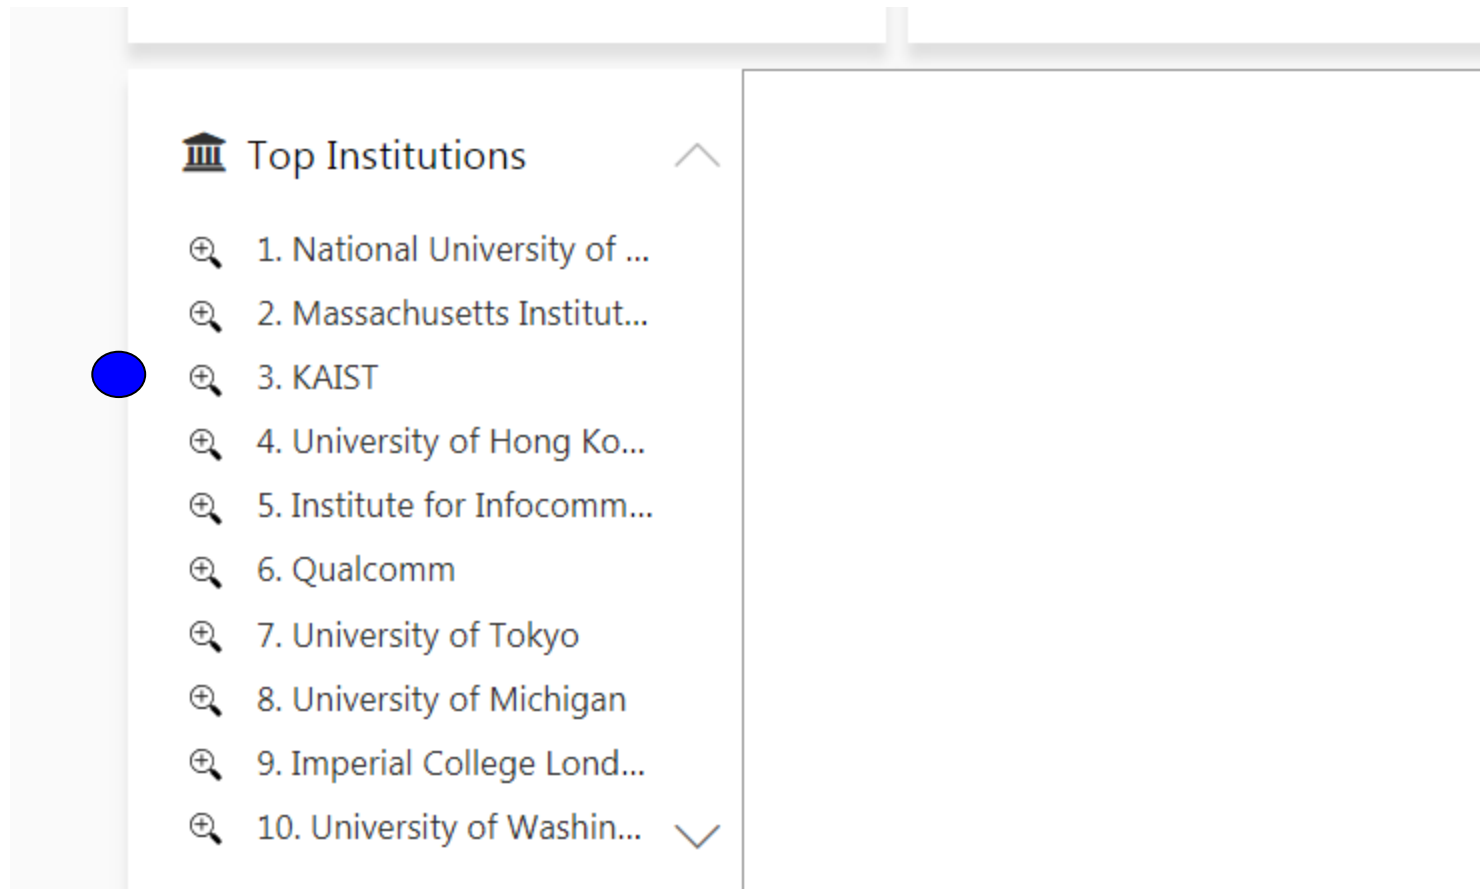 Top Institutions
1. National University of ...
2. Massachusetts Institut...
3. KAIST
4. University of Hong Ko...
5. Institute for Infocomm...
6. Qualcomm
7. University of Tokyo
8. University of Michigan
9. Imperial College Lond...
10. University of Washin...